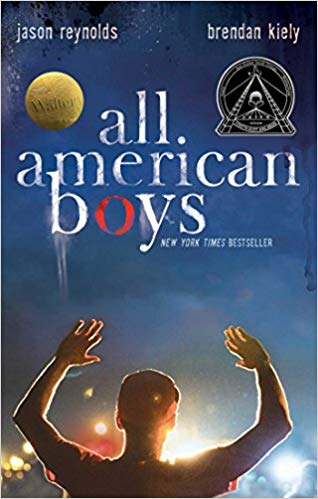 jason reynolds brendan kiely
Walter
all.
american
boys
NEW YORK TIMES BESTSELLER